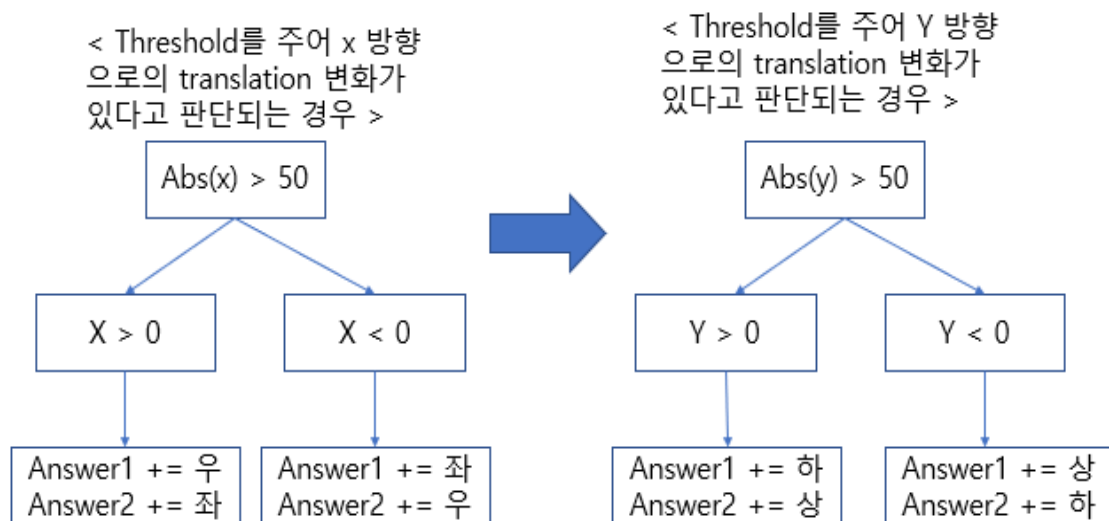 < Threshold를 주어 x 방향
으로의 translation 변화가
있다고 판단되는 경우 >
Abs(x) > 50
X > 0
X < 0
Answer1 += 우
Answer2 += 좌
Answer1 += 좌
Answer2 += 우
< Threshold를 주어 Y 방향
으로의 translation 변화가
있다고 판단되는 경우 >
Abs(y) > 50
Y > 0
Y < 0
Answer1 += 하
Answer2 += 상
Answer1 += 상
Answer2 += 하